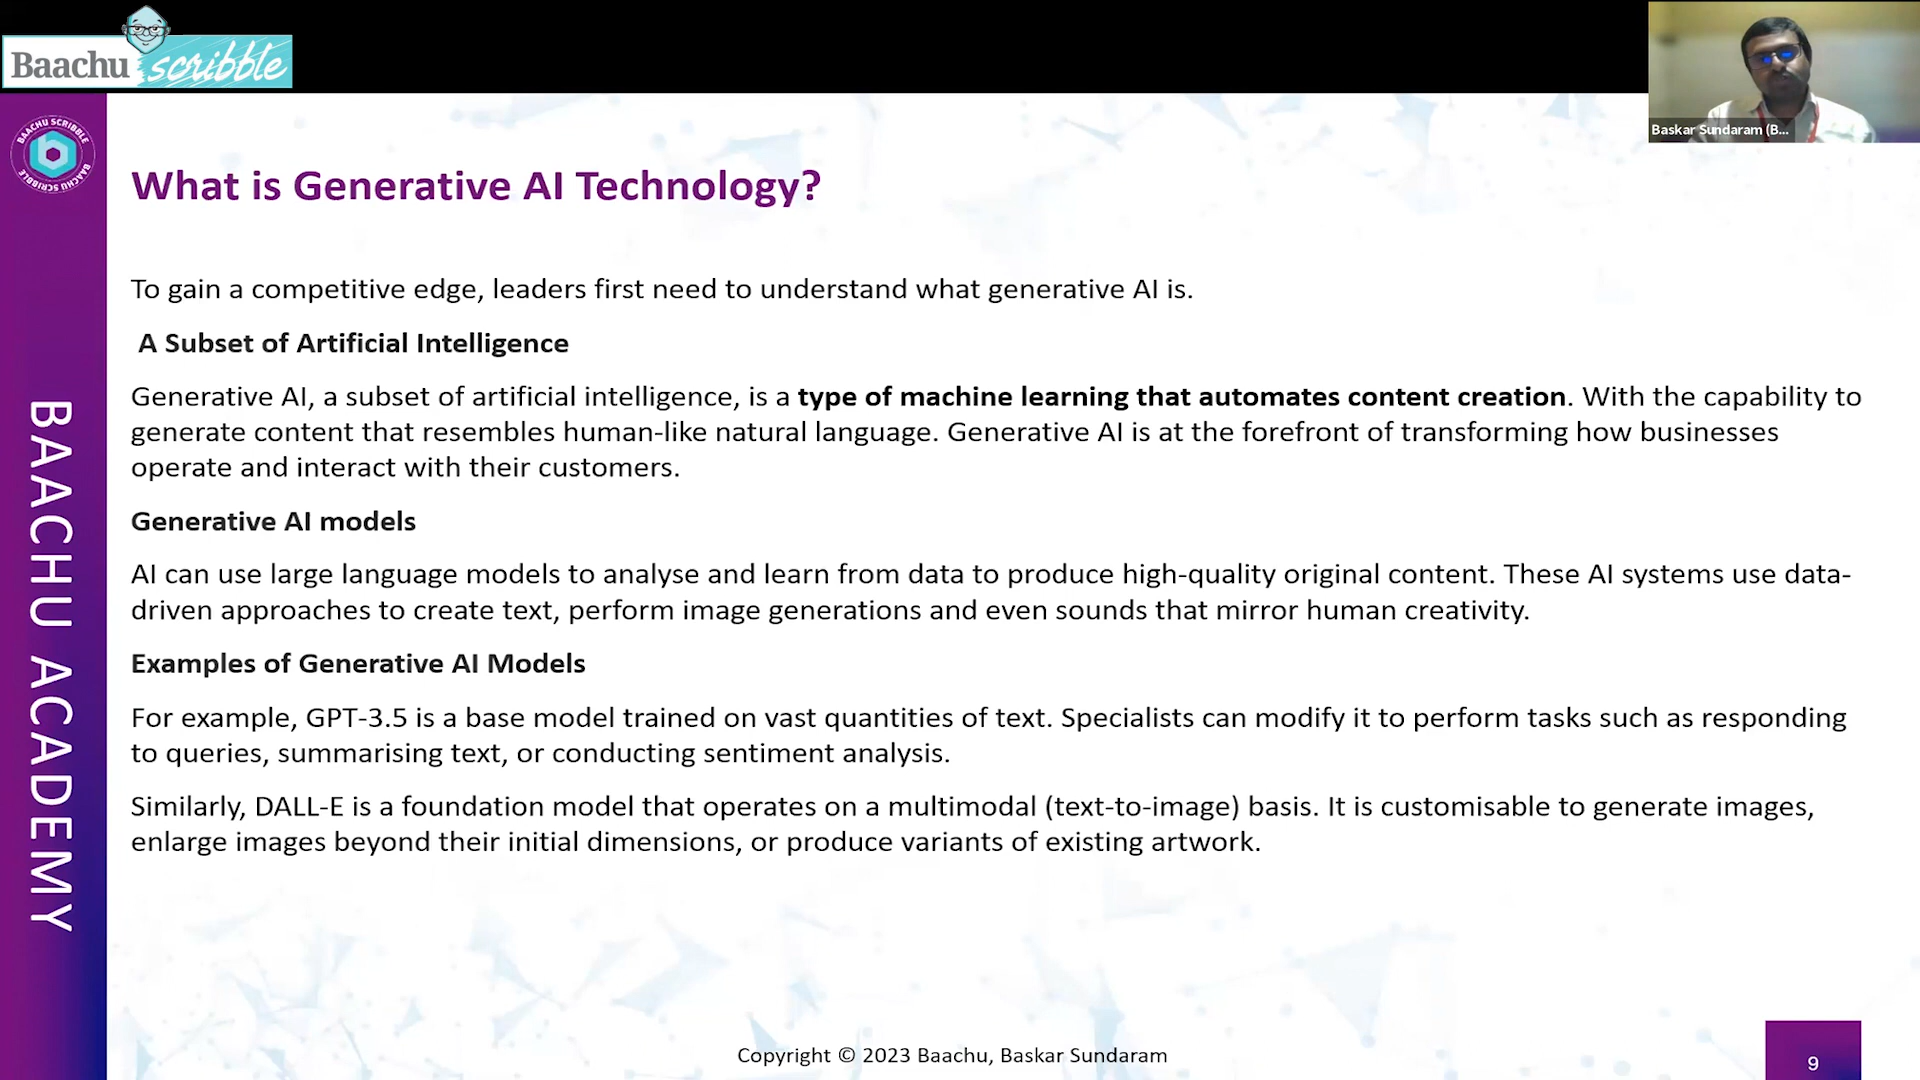 Baachu scribble
Baskar Sundaram (B...
BAACHU SCRIBBLE
BAACHU SCRIBBLE
BAACHU ACADEMY
What is Generative AI Technology?
To gain a competitive edge, leaders first need to understand what generative AI is.
A Subset of Artificial Intelligence
Generative AI, a subset of artificial intelligence, is a type of machine learning that automates content creation. With the capability to
generate content that resembles human-like natural language. Generative AI is at the forefront of transforming how businesses
operate and interact with their customers.
Generative AI models
AI can use large language models to analyse and learn from data to produce high-quality original content. These AI systems use data-
driven approaches to create text, perform image generations and even sounds that mirror human creativity.
Examples of Generative AI Models
For example, GPT-3.5 is a base model trained on vast quantities of text. Specialists can modify it to perform tasks such as responding
to queries, summarising text, or conducting sentiment analysis.
Similarly, DALL-E is a foundation model that operates on a multimodal (text-to-image) basis. It is customisable to generate images,
enlarge images beyond their initial dimensions, or produce variants of existing artwork.
Copyright © 2023 Baachu, Baskar Sundaram
9